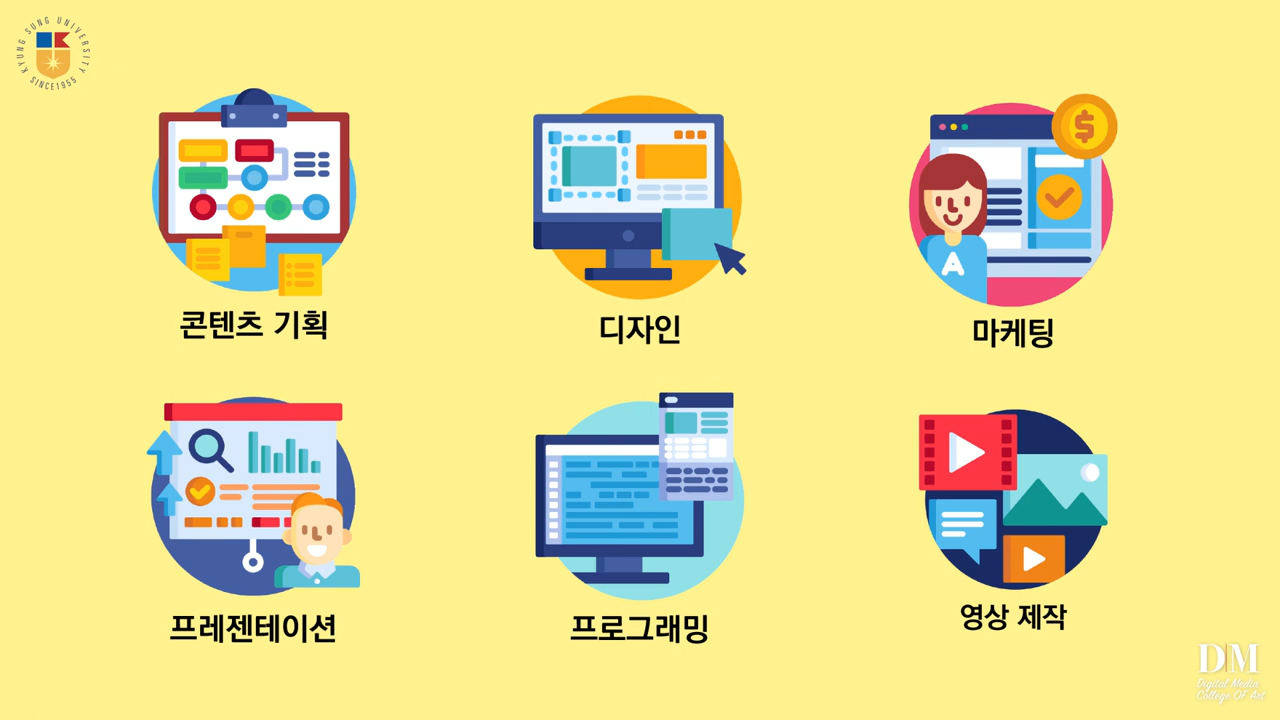 KYUNG SUNG UNIVERSITY
SINCE 1955
콘텐츠 기획
디자인
마케팅
A
프레젠테이션
프로그래밍
영상 제작
DM
Digital Media
College Of Art